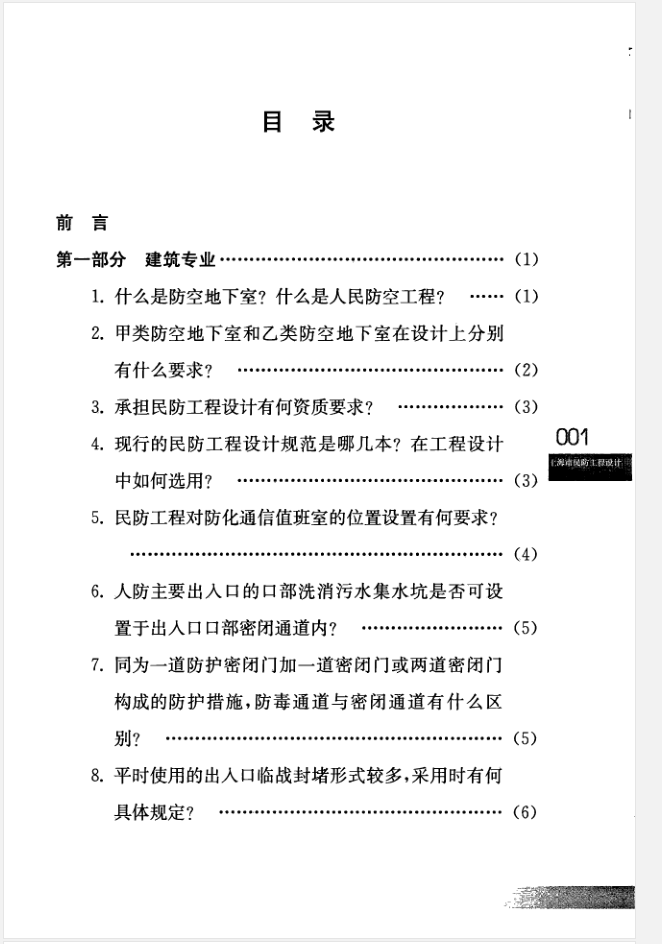 目 录
前 言
第一部分 建筑专业……………………………………………(1)
1. 什么是防空地下室? 什么是人民防空工程? ……(1)
2. 甲类防空地下室和乙类防空地下室在设计上分别
有什么要求? ………………………………………(2)
3. 承担民防工程设计有何资质要求? ………………(3)
4. 现行的民防工程设计规范是哪几本? 在工程设计
中如何选用? ………………………………………(3)
001
上海市民防工程设计
5. 民防工程对防化通信值班室的位置设置有何要求?
………………………………………………………(4)
6. 人防主要出入口的口部洗消污水集水坑是否可设
置于出入口口部密闭通道内? ……………………(5)
7. 同为一道防护密闭门加一道密闭门或两道密闭门
构成的防护措施,防毒通道与密闭通道有什么区
别? …………………………………………………(5)
8. 平时使用的出入口临战封堵形式较多,采用时有何
具体规定? …………………………………………(6)